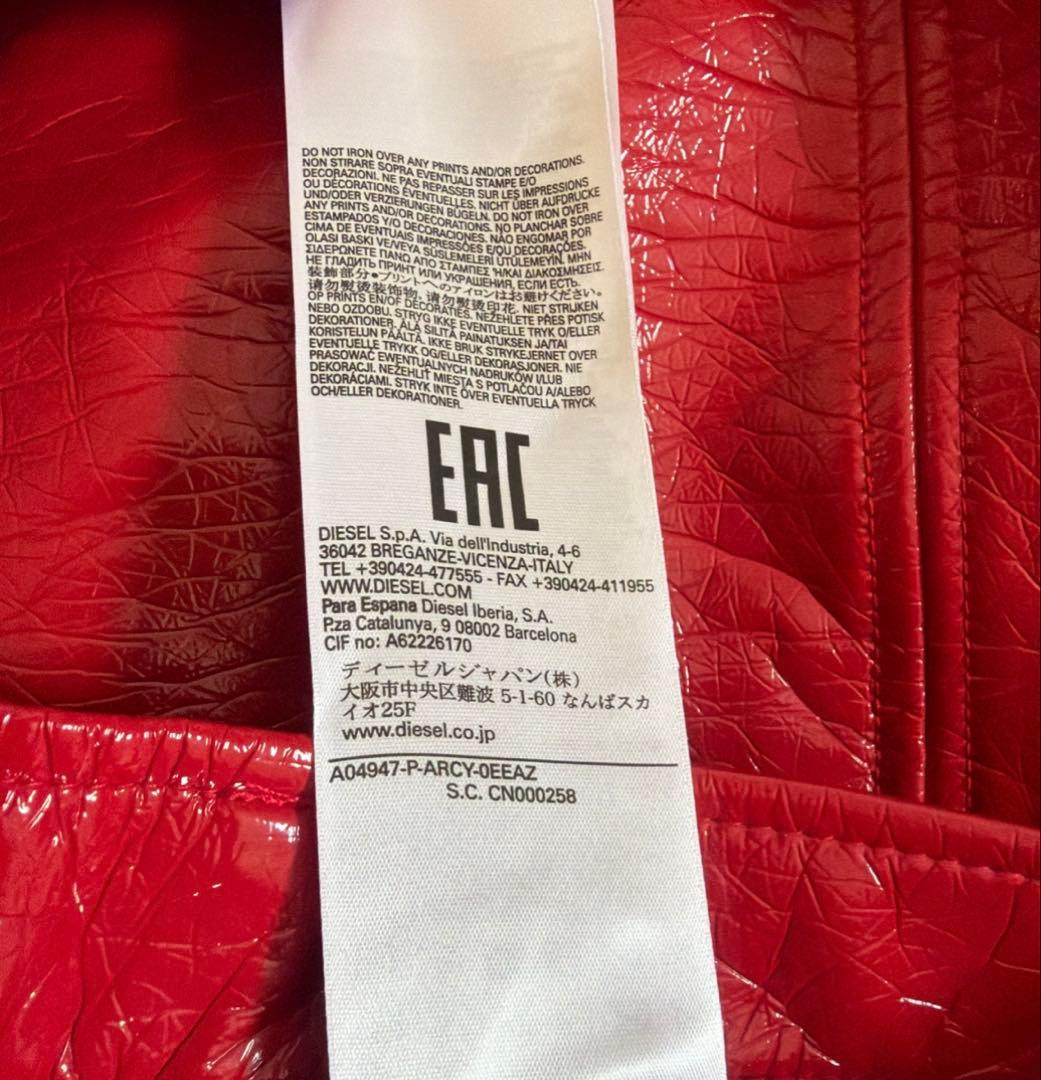 DO NOT IRON OVER ANY PRINTS AND/OR DECORATIONS.
NON STIRARE SOPRA EVENTUALI STAMPE E/O
DECORAZIONI. NE PAS REPASSER SUR LES IMPRESSIONS
OU DÉCORATIONS ÉVENTUELLES. NICHT ÜBER AUFDRUCKE
UND/ODER VERZIERUNGEN BÜGELN. DO NOT IRON OVER
ANY PRINTS AND/OR DECORATIONS. NO PLANCHAR SOBRE
ESTAMPADOS Y/O DECORACIONES. NÃO ENGOMAR POR
CIMA DE EVENTUAIS IMPRESSÕES E/OU DECORAÇÕES.
OLASI BASKI VE/VEYA SÜSLEMELERI ÜTÜLEMEYIN. ΜΗΝ
ΣΙΔΕΡΩΝΕΤΕ ΠΑΝΩ ΑΠΟ ΣΤΑΜΠΕΣ Ή/ΚΑΙ ΔΙΑΚΟΣΜΗΣΕΙΣ.
НЕ ГЛАДИТЬ ПРИНТ ИЛИ УКРАШЕНИЯ, ЕСЛИ ЕСТЬ.
装飾部分•プリントへのアイロンはお避けください。
请勿熨烫装饰物, 请勿熨烫印花. NIET STRIJKEN
OP PRINTS EN/OF DECORATIES. NEŽEHLETE PŘES POTISK
NEBO OZDOBU. STRYG IKKE EVENTUELLE TRYK O/ELLER
DEKORATIONER. ÄLÄ SILITÄ PAINATUKSEN JA/TAI
KORISTELUN PÄÄLTÄ. IKKE BRUK STRYKEJERNET OVER
EVENTUELLE TRYKK OG/ELLER DEKORASJONER. NIE
PRASOWAĆ EWENTUALNYCH NADRUKÓW I/LUB
DEKORACJI. NEŽEHLIŤ MIESTA S POTLAČOU A/ALEBO
DEKORÁCIAMI. STRYK INTE ÖVER EVENTUELLA TRYCK
OCH/ELLER DEKORATIONER.
EAC
DIESEL S.p.A. Via dell'Industria, 4-6
36042 BREGANZE-VICENZA-ITALY
TEL +390424-477555 - FAX +390424-411955
WWW.DIESEL.COM
Para Espana Diesel Iberia, S.A.
P.za Catalunya, 9 08002 Barcelona
CIF no: A62226170
ディーゼルジャパン(株)
大阪市中央区難波 5-1-60 なんばスカ
イオ25F
www.diesel.co.jp
A04947-P-ARCY-0EEAZ
S.C. CN000258